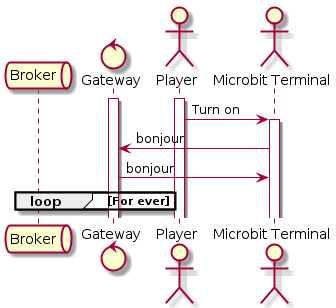 Broker
Gateway
Player
Microbit Terminal
Turn on
bonjour
bonjour
loop
[For ever]
Broker
Gateway
Player
Microbit Terminal